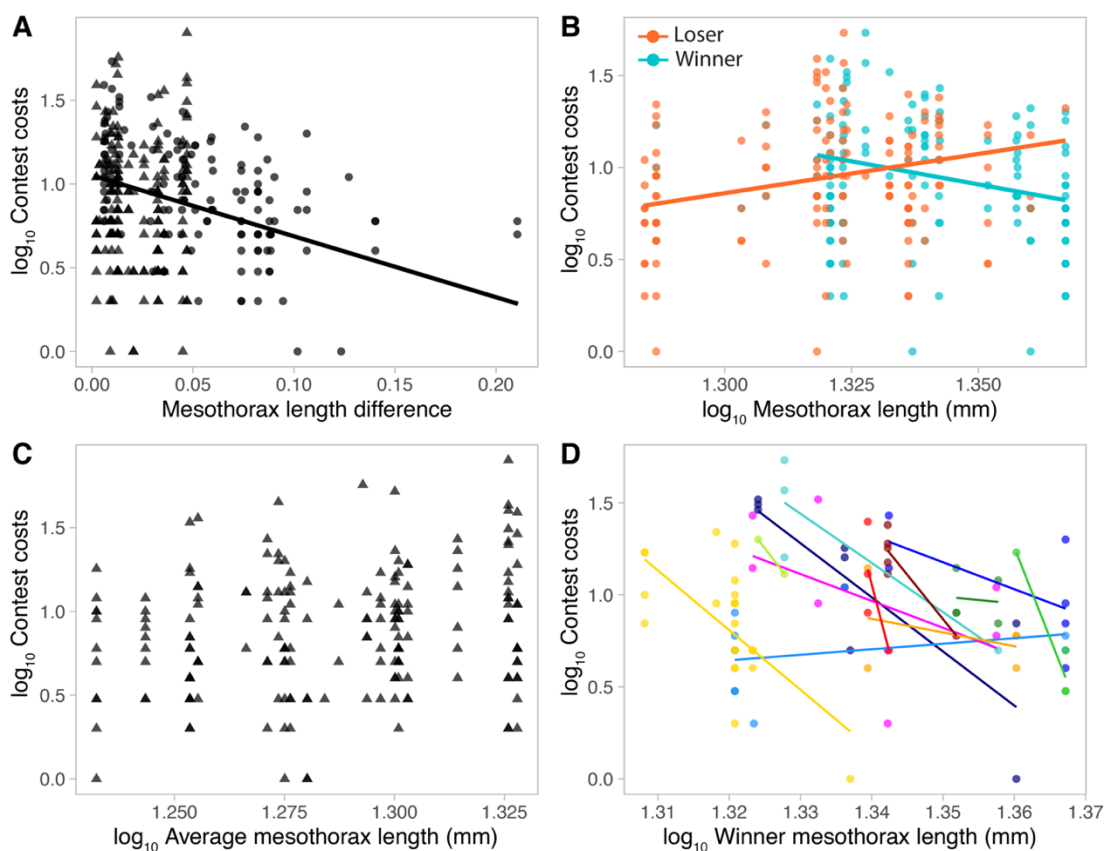 A
log₁₀ Contest costs
1.5
1.0
0.5
0.0
0.00 0.05 0.10 0.15 0.20
Mesothorax length difference
B
Loser
Winner
log₁₀ Contest costs
1.5
1.0
0.5
0.0
1.300 1.325 1.350
log₁₀ Mesothorax length (mm)
C
log₁₀ Contest costs
1.5
1.0
0.5
0.0
1.250 1.275 1.300 1.325
log₁₀ Average mesothorax length (mm)
D
log₁₀ Contest costs
1.5
1.0
0.5
0.0
1.31 1.32 1.33 1.34 1.35 1.36 1.37
log₁₀ Winner mesothorax length (mm)